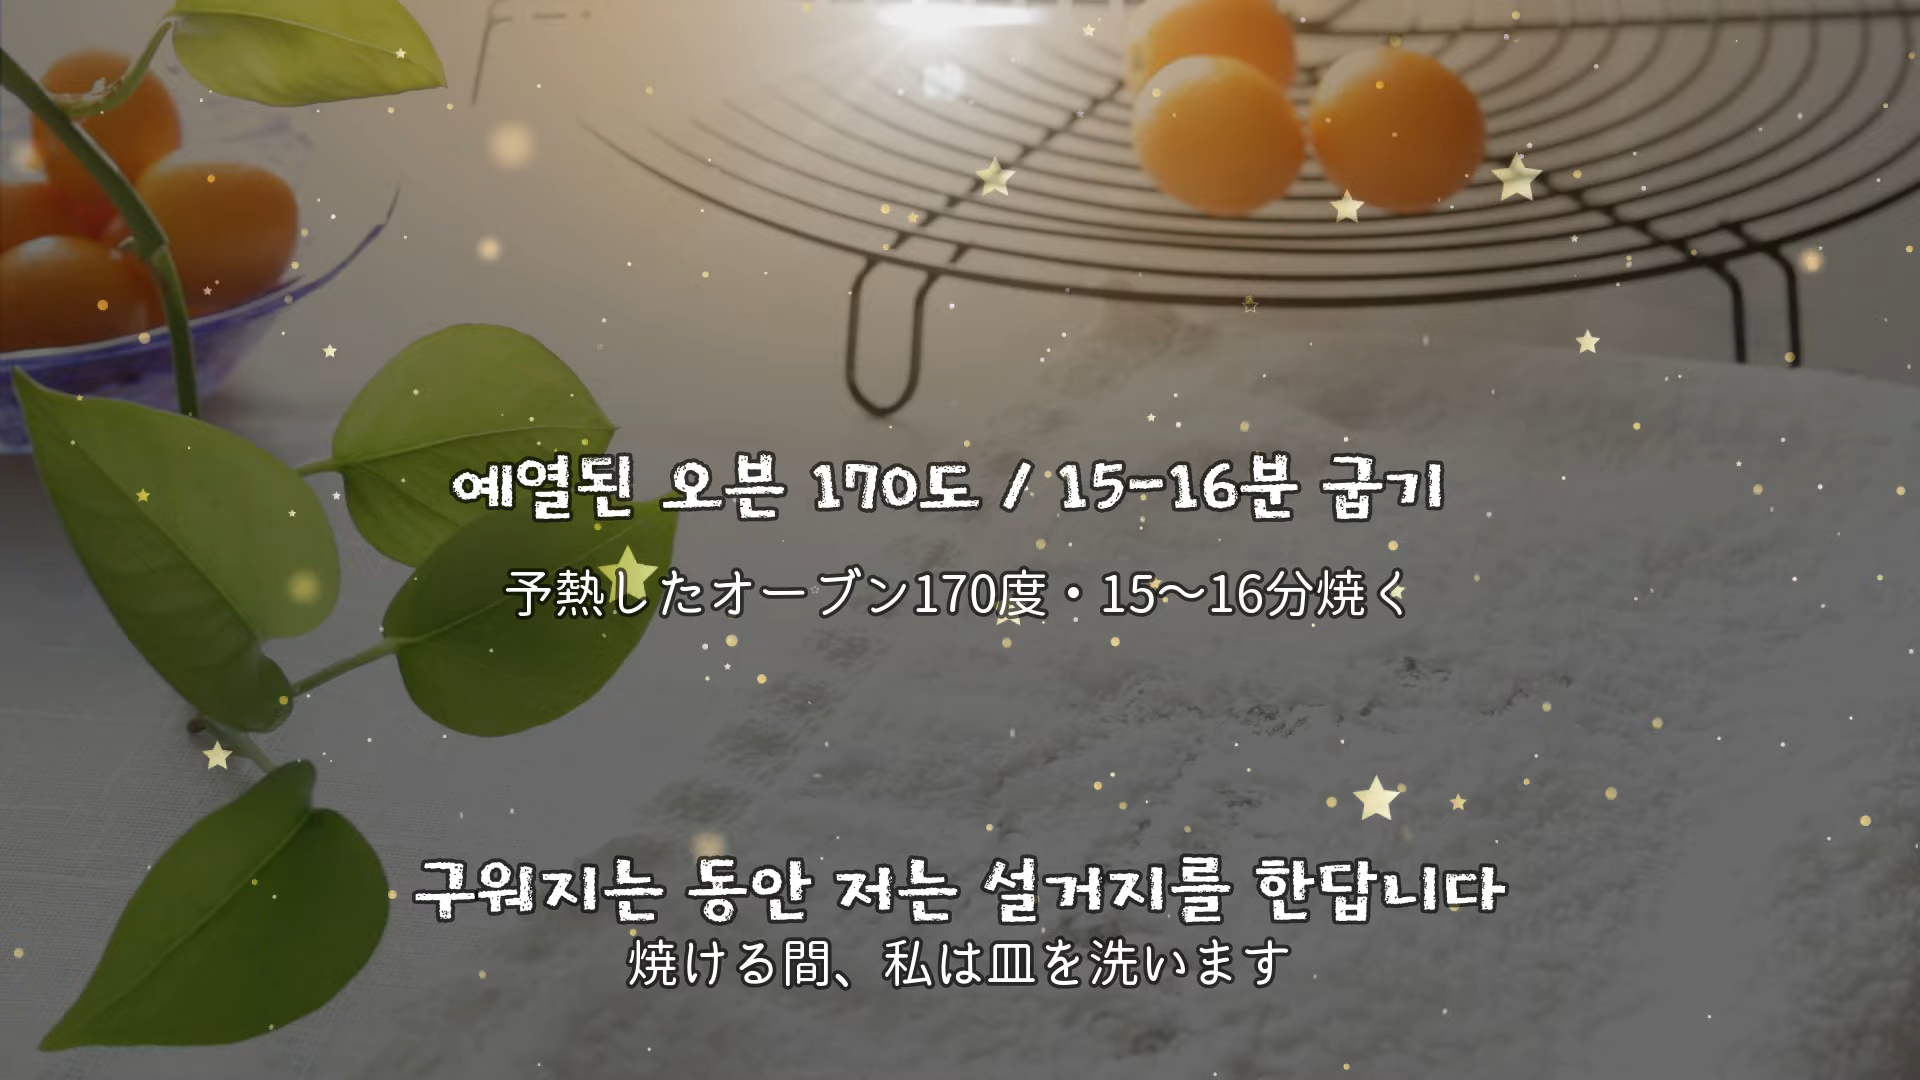 예열된 오븐 170도 / 15-16분 굽기
予熱したオーブン170度・15～16分焼く
구워지는 동안 저는 설거지를 한답니다
焼ける間、私は皿を洗います